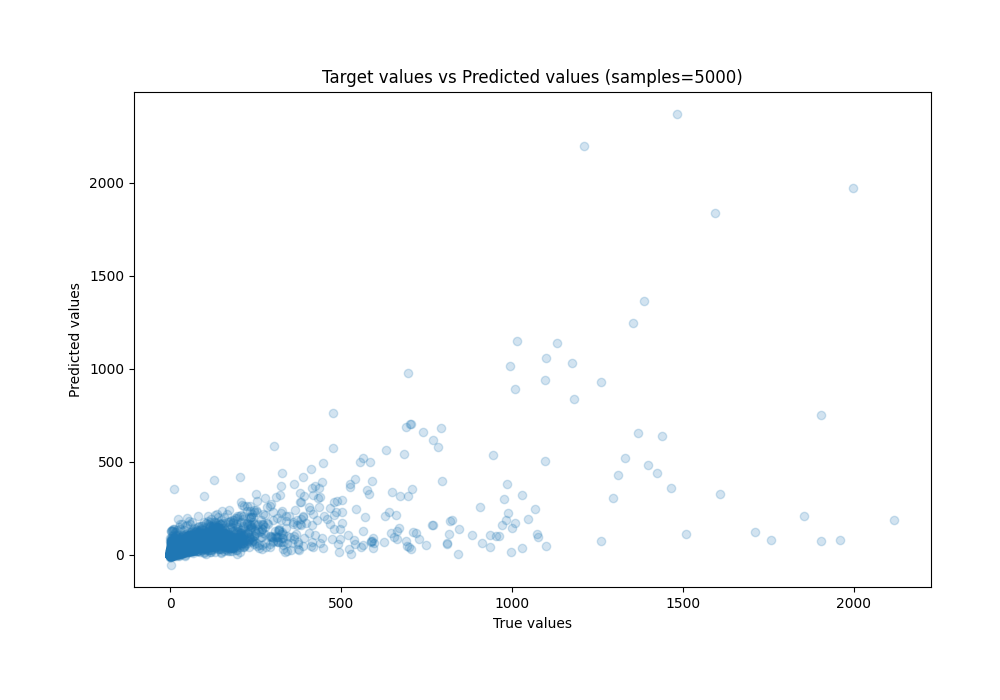 Target values vs Predicted values (samples=5000)
2000
1500
1000
500
0
Predicted values
0 500 1000 1500 2000
True values